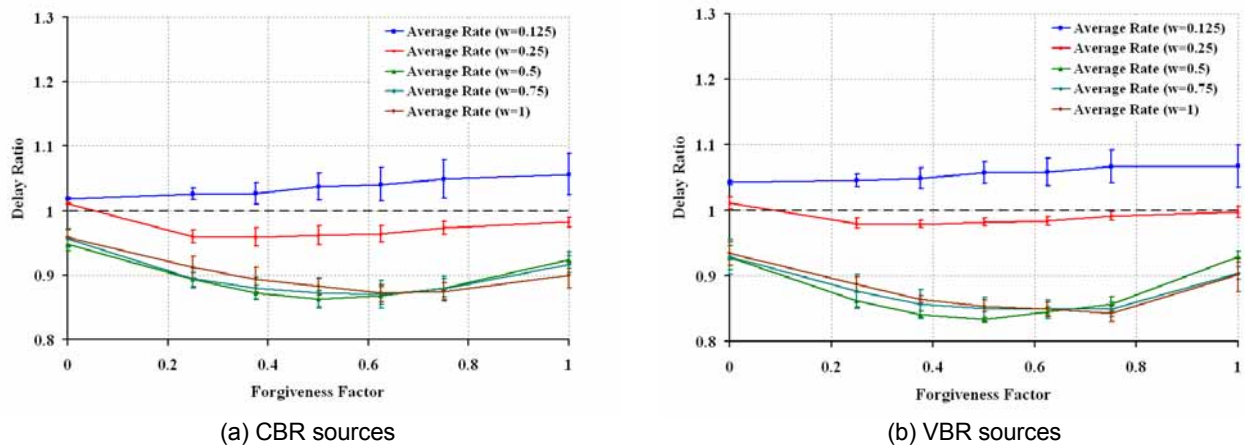 1.3
1.2
1.1
1
0.9
0.8
Delay Ratio
Average Rate (w=0.125)
Average Rate (w=0.25)
Average Rate (w=0.5)
Average Rate (w=0.75)
Average Rate (w=1)
0 0.2 0.4 0.6 0.8 1
Forgiveness Factor
(a) CBR sources
1.3
1.2
1.1
1
0.9
0.8
Delay Ratio
Average Rate (w=0.125)
Average Rate (w=0.25)
Average Rate (w=0.5)
Average Rate (w=0.75)
Average Rate (w=1)
0 0.2 0.4 0.6 0.8 1
Forgiveness Factor
(b) VBR sources